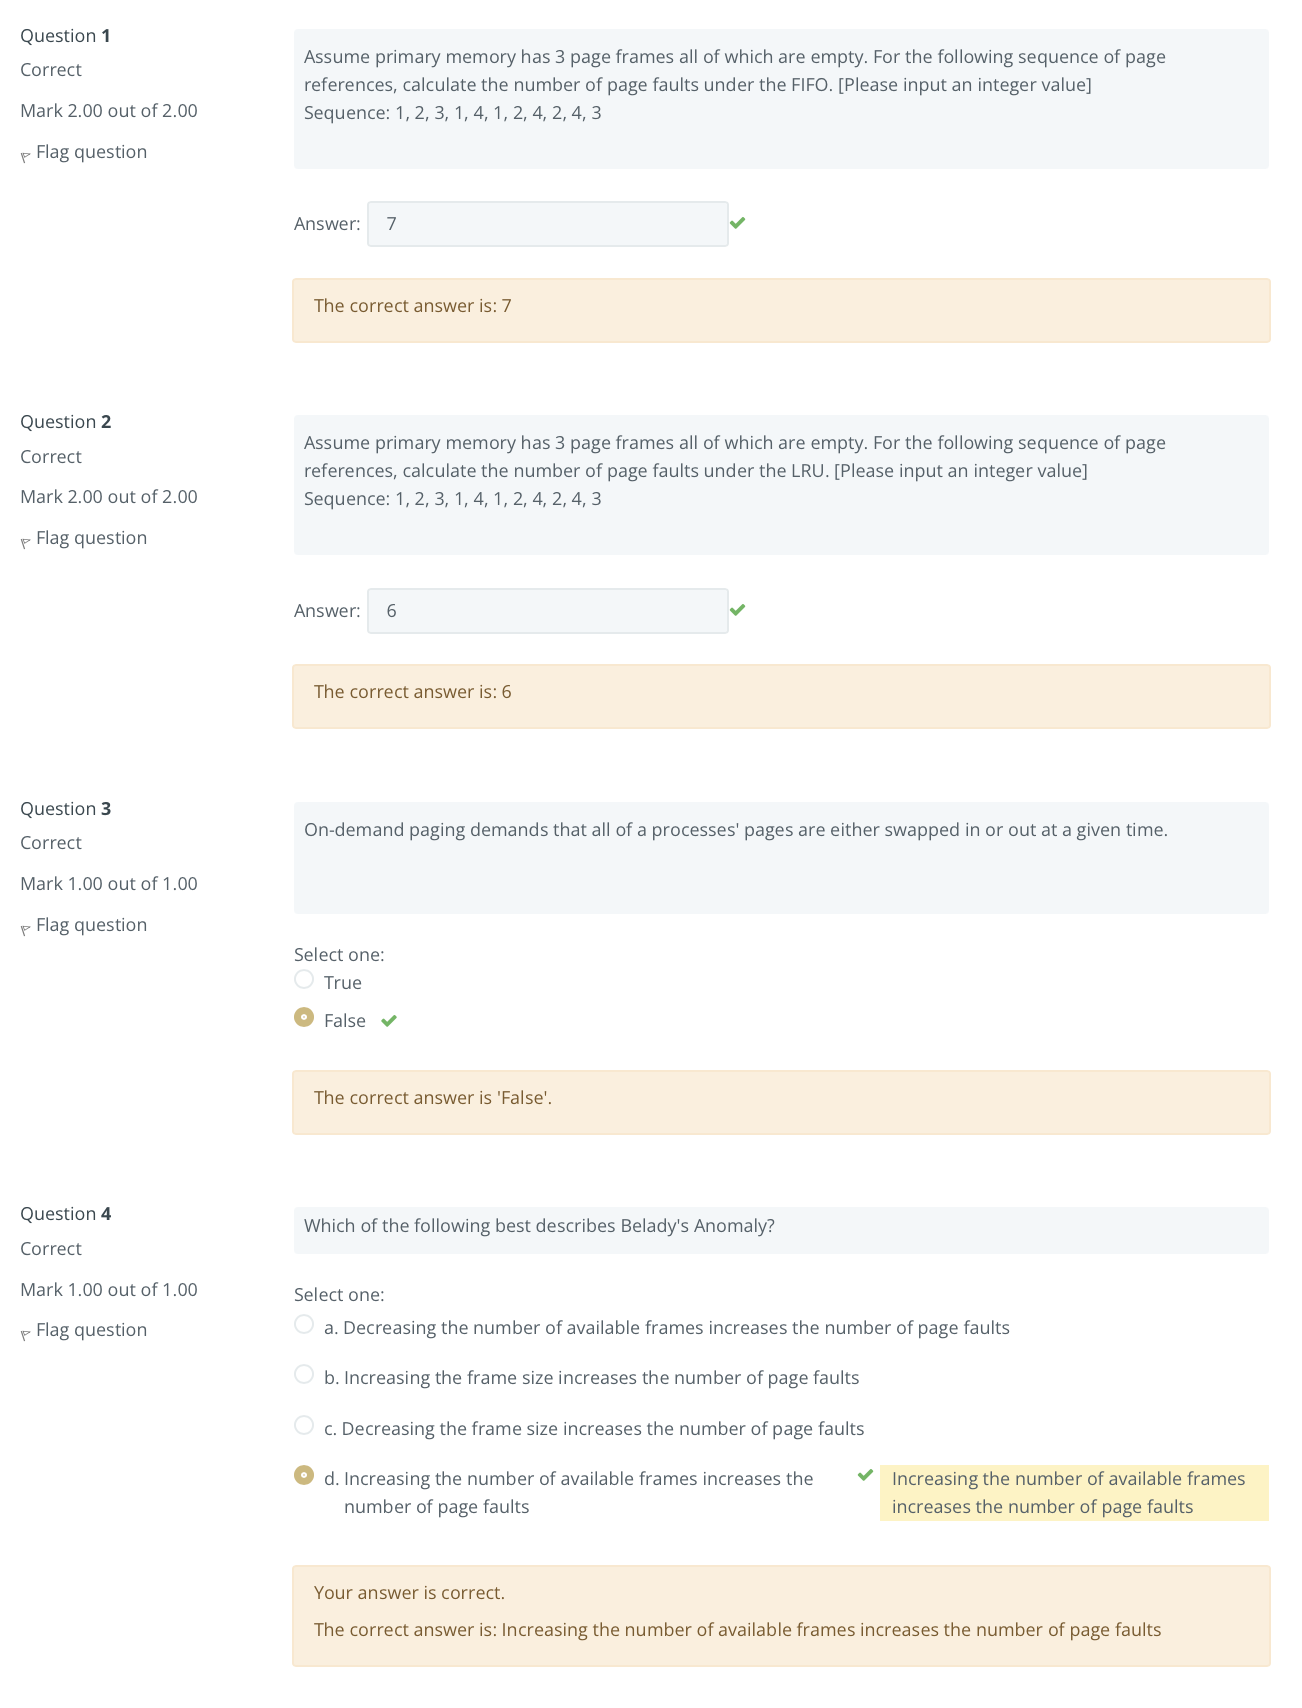 Question 1
Correct
Mark 2.00 out of 2.00
Flag question
Assume primary memory has 3 page frames all of which are empty. For the following sequence of page
references, calculate the number of page faults under the FIFO. [Please input an integer value]
Sequence: 1, 2, 3, 1, 4, 1, 2, 4, 2, 4, 3
Answer: 7
The correct answer is: 7
Question 2
Correct
Mark 2.00 out of 2.00
Flag question
Assume primary memory has 3 page frames all of which are empty. For the following sequence of page
references, calculate the number of page faults under the LRU. [Please input an integer value]
Sequence: 1, 2, 3, 1, 4, 1, 2, 4, 2, 4, 3
Answer: 6
The correct answer is: 6
Question 3
Correct
Mark 1.00 out of 1.00
Flag question
On-demand paging demands that all of a processes' pages are either swapped in or out at a given time.
Select one:
True
False
The correct answer is 'False'.
Question 4
Correct
Mark 1.00 out of 1.00
Flag question
Which of the following best describes Belady's Anomaly?
Select one:
a. Decreasing the number of available frames increases the number of page faults
b. Increasing the frame size increases the number of page faults
c. Decreasing the frame size increases the number of page faults
d. Increasing the number of available frames increases the
number of page faults
Increasing the number of available frames
increases the number of page faults
Your answer is correct.
The correct answer is: Increasing the number of available frames increases the number of page faults